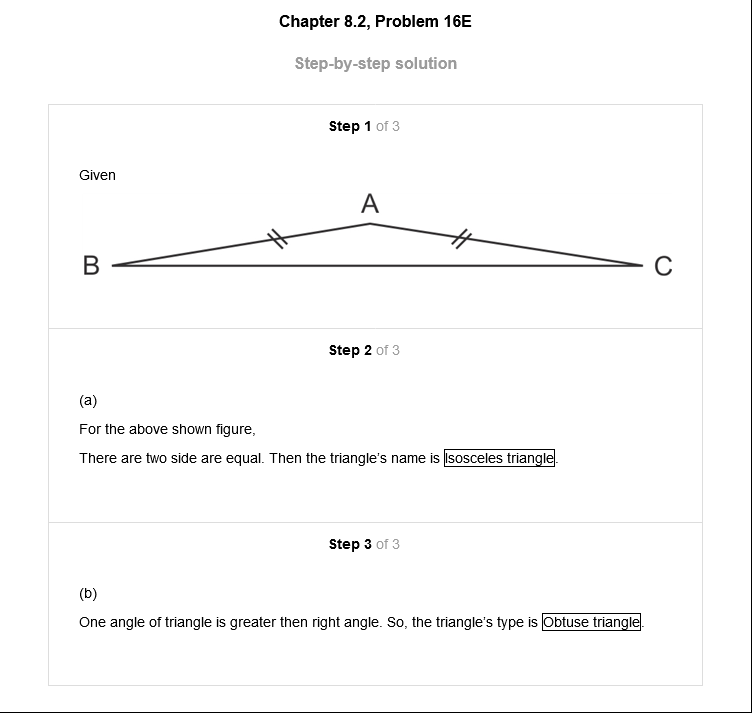 Chapter 8.2, Problem 16E
Step-by-step solution
Step 1 of 3
Given
A
B
C
Step 2 of 3
(a)
For the above shown figure,
There are two side are equal. Then the triangle's name is Isosceles triangle.
Step 3 of 3
(b)
One angle of triangle is greater then right angle. So, the triangle's type is Obtuse triangle.